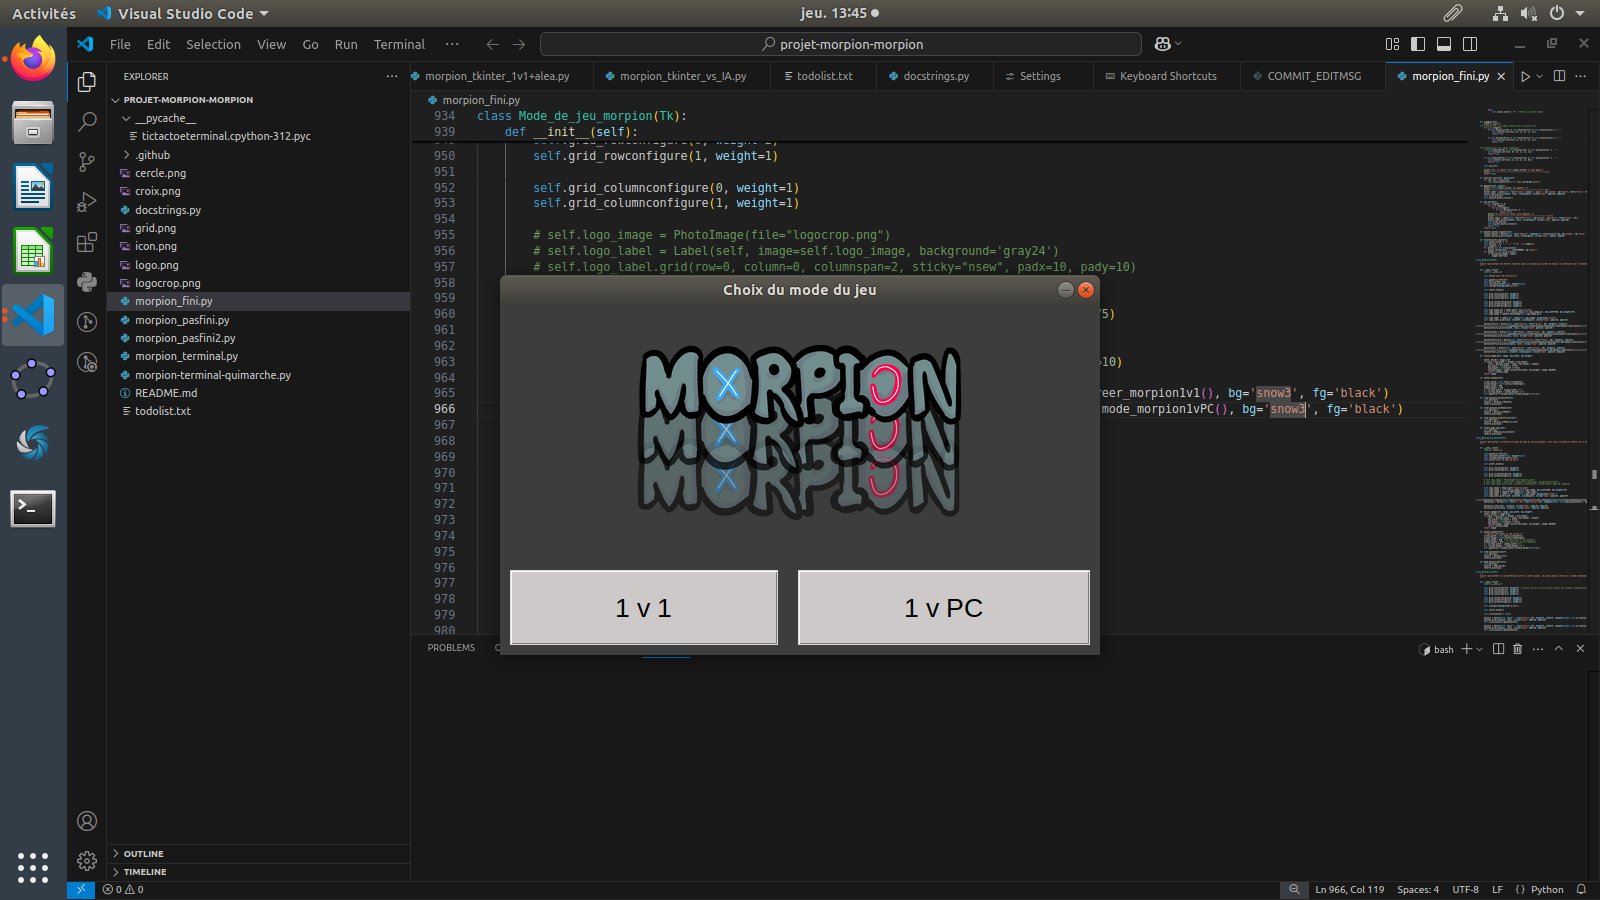 Activités
Visual Studio Code
jeu. 13:45
File Edit Selection View Go Run Terminal ···
projet-morpion-morpion
EXPLORER
PROJET-MORPION-MORPION
__pycache__
tictactoeterminal.cpython-312.pyc
.github
cercle.png
croix.png
docstrings.py
grid.png
icon.png
logo.png
logocrop.png
morpion_fini.py
morpion_pasfini.py
morpion_pasfini2.py
morpion_terminal.py
morpion-terminal-quimarche.py
README.md
todolist.txt
OUTLINE
TIMELINE
morpion_tkinter_1v1+alea.py
morpion_tkinter_vs_IA.py
todolist.txt
docstrings.py
Settings
Keyboard Shortcuts
COMMIT_EDITMSG
morpion_fini.py
morpion_fini.py
934 class Mode_de_jeu_morpion(Tk):
939 def __init__(self):
950 self.grid_rowconfigure(1, weight=1)
951
952 self.grid_columnconfigure(0, weight=1)
953 self.grid_columnconfigure(1, weight=1)
954
955 # self.logo_image = PhotoImage(file="logocrop.png")
956 # self.logo_label = Label(self, image=self.logo_image, background='gray24')
957 # self.logo_label.grid(row=0, column=0, columnspan=2, sticky="nsew", padx=10, pady=10)
958
959
960 5)
961
962
963 =10)
964
965 eer_morpion1v1(), bg='snow3', fg='black')
966 mode_morpion1vPC(), bg='snow3', fg='black')
967
968
969
970
971
972
973
974
975
976
977
978
979
980
Choix du mode du jeu
MORPION
MORPION
MORPION
1 v 1
1 v PC
PROBLEMS
bash
0 0
Ln 966, Col 119 Spaces: 4 UTF-8 LF {} Python